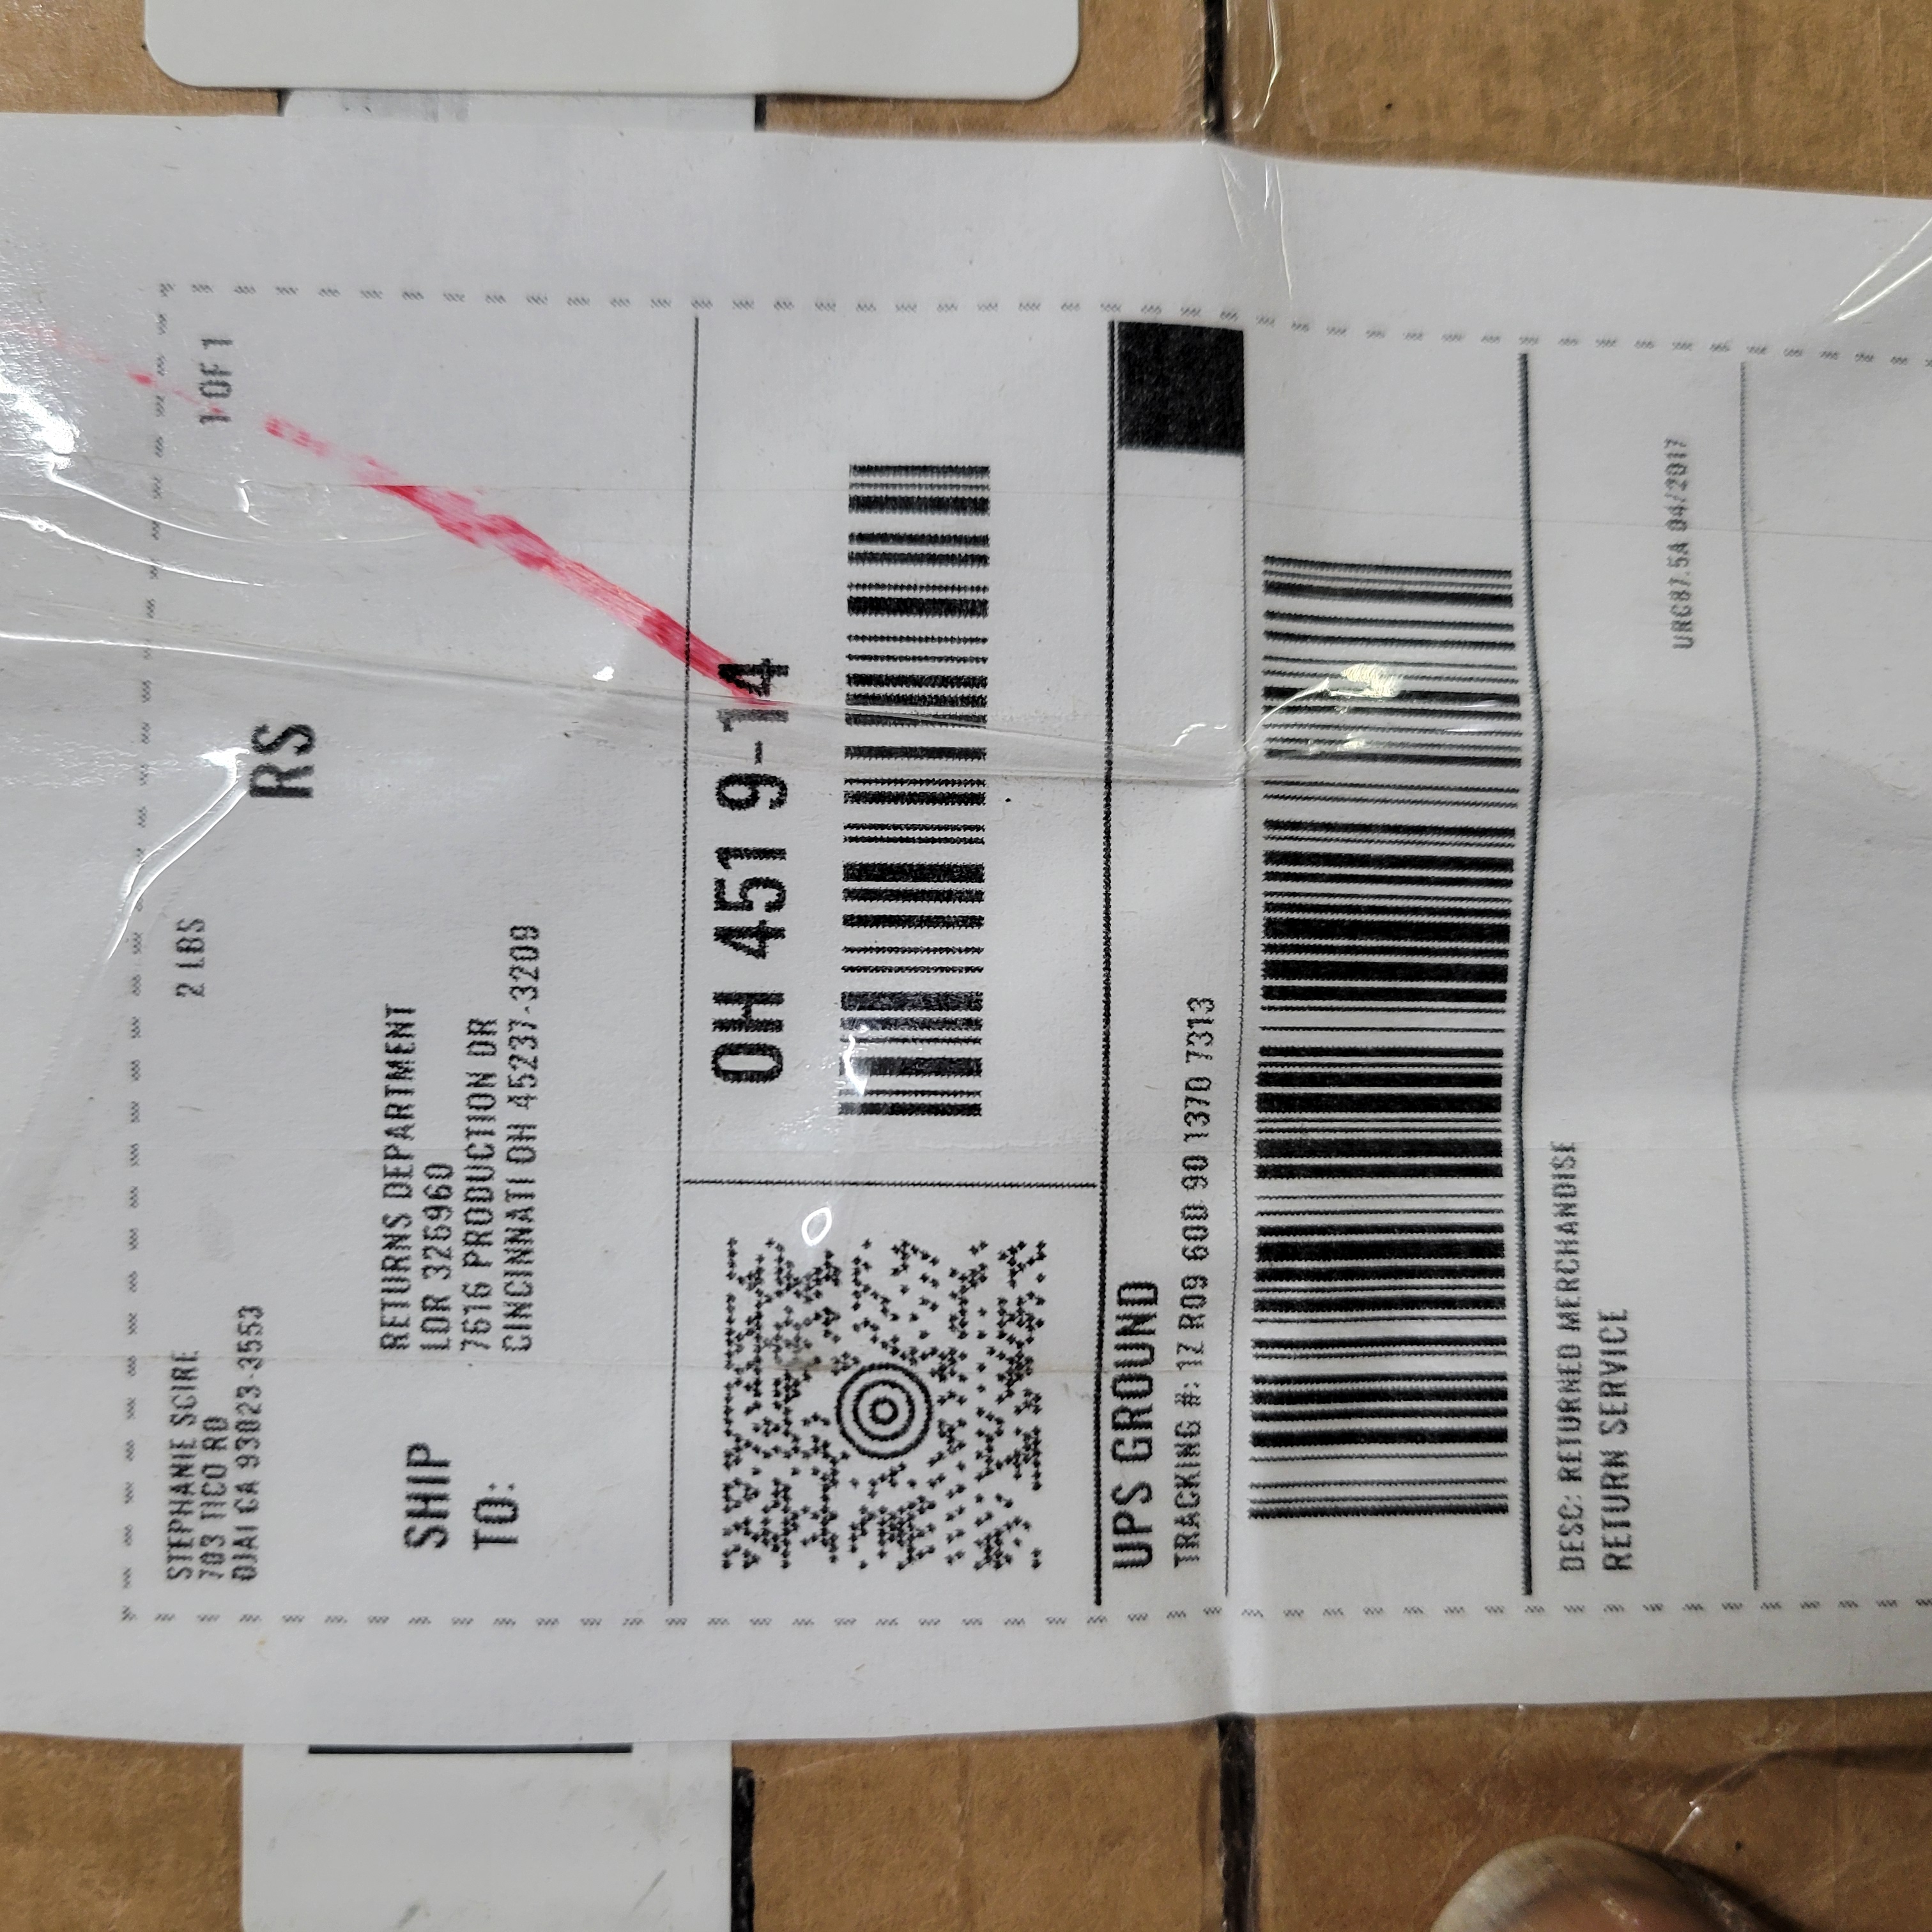 STEPHANIE SCIRE
703 TICO RD
OJAI CA 93023-3553
2 LBS
1 OF 1
RS
SHIP
TO:
RETURNS DEPARTMENT
LDR 326960
7616 PRODUCTION DR
CINCINNATI OH 45237-3209
OH 451 9-14
UPS GROUND
TRACKING #: 1Z R09 60D 90 1370 7313
DESC: RETURNED MERCHANDISE
RETURN SERVICE
URC87.5A 04/2017